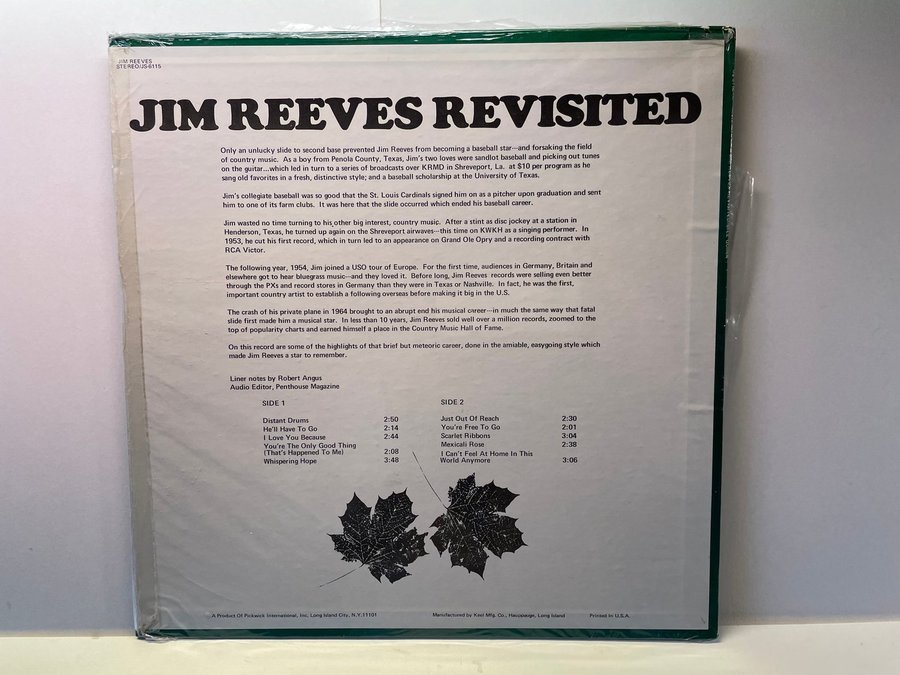 JIM REEVES
STEREO/JS-6115
JIM REEVES REVISITED
Only an unlucky slide to second base prevented Jim Reeves from becoming a baseball star---and forsaking the field
of country music. As a boy from Penola County, Texas, Jim's two loves were sandlot baseball and picking out tunes
on the guitar...which led in turn to a series of broadcasts over KRMD in Shreveport, La. at $10 per program as he
sang old favorites in a fresh, distinctive style; and a baseball scholarship at the University of Texas.
Jim's collegiate baseball was so good that the St. Louis Cardinals signed him on as a pitcher upon graduation and sent
him to one of its farm clubs. It was here that the slide occurred which ended his baseball career.
Jim wasted no time turning to his other big interest, country music. After a stint as disc jockey at a station in
Henderson, Texas, he turned up again on the Shreveport airwaves---this time on KWKH as a singing performer. In
1953, he cut his first record, which in turn led to an appearance on Grand Ole Opry and a recording contract with
RCA Victor.
The following year, 1954, Jim joined a USO tour of Europe. For the first time, audiences in Germany, Britain and
elsewhere got to hear bluegrass music---and they loved it. Before long, Jim Reeves records were selling even better
through the PXs and record stores in Germany than they were in Texas or Nashville. In fact, he was the first,
important country artist to establish a following overseas before making it big in the U.S.
The crash of his private plane in 1964 brought to an abrupt end his musical career---in much the same way that fatal
slide first made him a musical star. In less than 10 years, Jim Reeves sold well over a million records, zoomed to the
top of popularity charts and earned himself a place in the Country Music Hall of Fame.
On this record are some of the highlights of that brief but meteoric career, done in the amiable, easygoing style which
made Jim Reeves a star to remember.
Liner notes by Robert Angus
Audio Editor, Penthouse Magazine
SIDE 1
Distant Drums 2:50
He'll Have To Go 2:14
I Love You Because 2:44
You're The Only Good Thing
(That's Happened To Me) 2:08
Whispering Hope 3:48
SIDE 2
Just Out Of Reach 2:30
You're Free To Go 2:01
Scarlet Ribbons 3:04
Mexicali Rose 2:38
I Can't Feel At Home In This
World Anymore 3:06
A Product Of Pickwick International, Inc. Long Island City, N.Y.11101
Manufactured by Keel Mfg. Co., Hauppauge, Long Island
Printed In U.S.A.